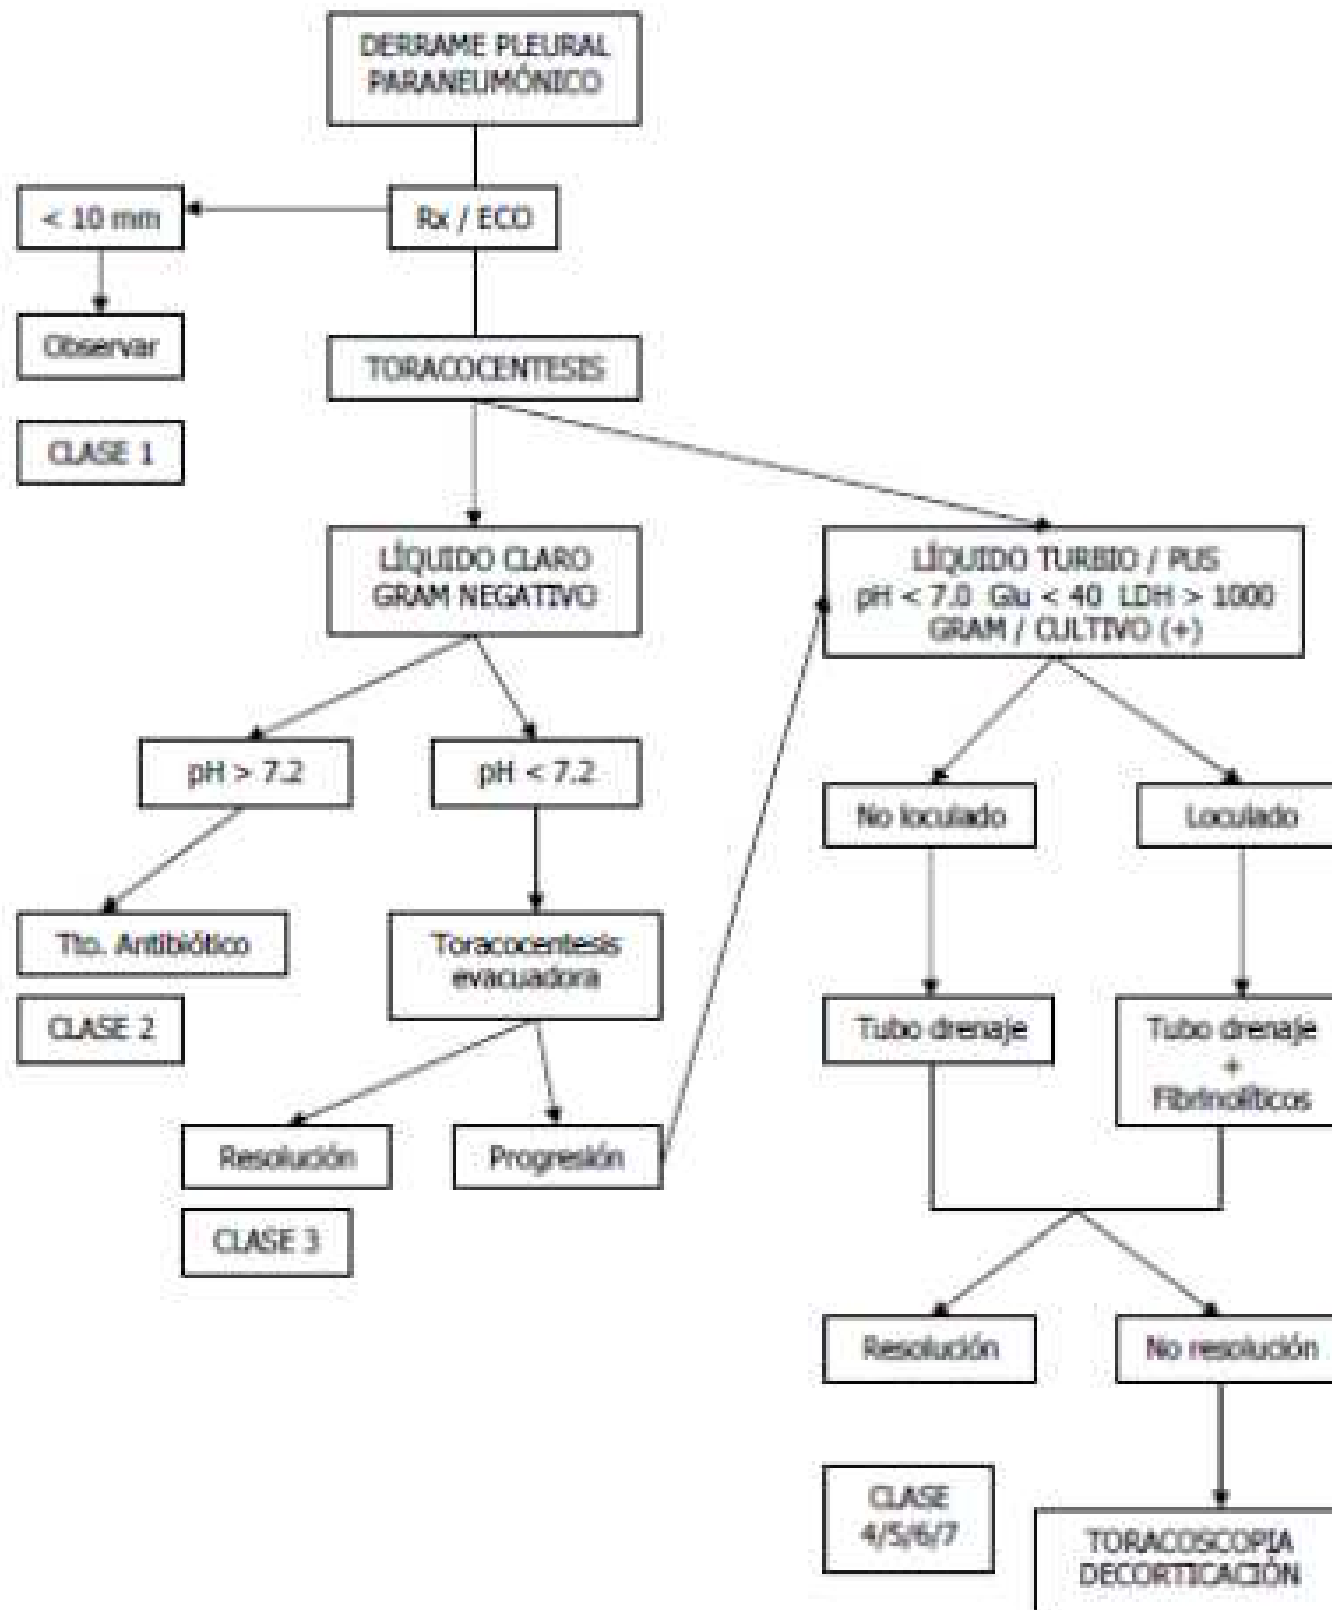 DERRAME PLEURAL
PARANEUMÓNICO
< 10 mm
Rx / ECO
Observar
TORACOCENTESIS
CLASE 1
LÍQUIDO CLARO
GRAM NEGATIVO
LÍQUIDO TURBIO / PUS
pH < 7.0 Glu < 40 LDH > 1000
GRAM / CULTIVO (+)
pH > 7.2
pH < 7.2
No loculado
Loculado
Tto. Antibiótico
Toracocentesis
evacuadora
CLASE 2
Tubo drenaje
Tubo drenaje
+
Fibrinolíticos
Resolución
Progresión
CLASE 3
Resolución
No resolución
CLASE
4/5/6/7
TORACOSCOPIA
DECORTICACIÓN